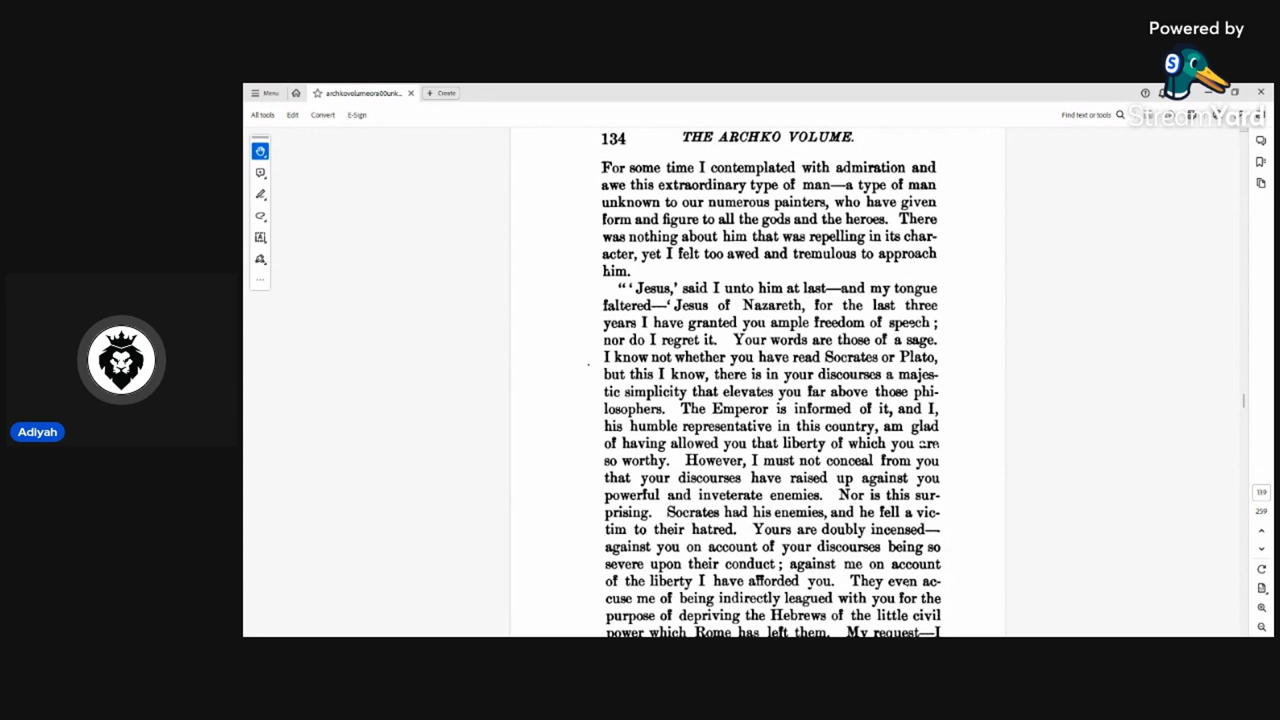 Powered by
S
StreamYard
Menu
archkovolumeora00unk...
Create
All tools
Edit
Convert
E-Sign
Find text or tools
134 THE ARCHKO VOLUME.
For some time I contemplated with admiration and
awe this extraordinary type of man—a type of man
unknown to our numerous painters, who have given
form and figure to all the gods and the heroes. There
was nothing about him that was repelling in its char-
acter, yet I felt too awed and tremulous to approach
him.
"'Jesus,' said I unto him at last—and my tongue
faltered—'Jesus of Nazareth, for the last three
years I have granted you ample freedom of speech ;
nor do I regret it. Your words are those of a sage.
I know not whether you have read Socrates or Plato,
but this I know, there is in your discourses a majes-
tic simplicity that elevates you far above those phi-
losophers. The Emperor is informed of it, and I,
his humble representative in this country, am glad
of having allowed you that liberty of which you are
so worthy. However, I must not conceal from you
that your discourses have raised up against you
powerful and inveterate enemies. Nor is this sur-
prising. Socrates had his enemies, and he fell a vic-
tim to their hatred. Yours are doubly incensed—
against you on account of your discourses being so
severe upon their conduct ; against me on account
of the liberty I have afforded you. They even ac-
cuse me of being indirectly leagued with you for the
purpose of depriving the Hebrews of the little civil
power which Rome has left them. My request—I
139
259
Adiyah